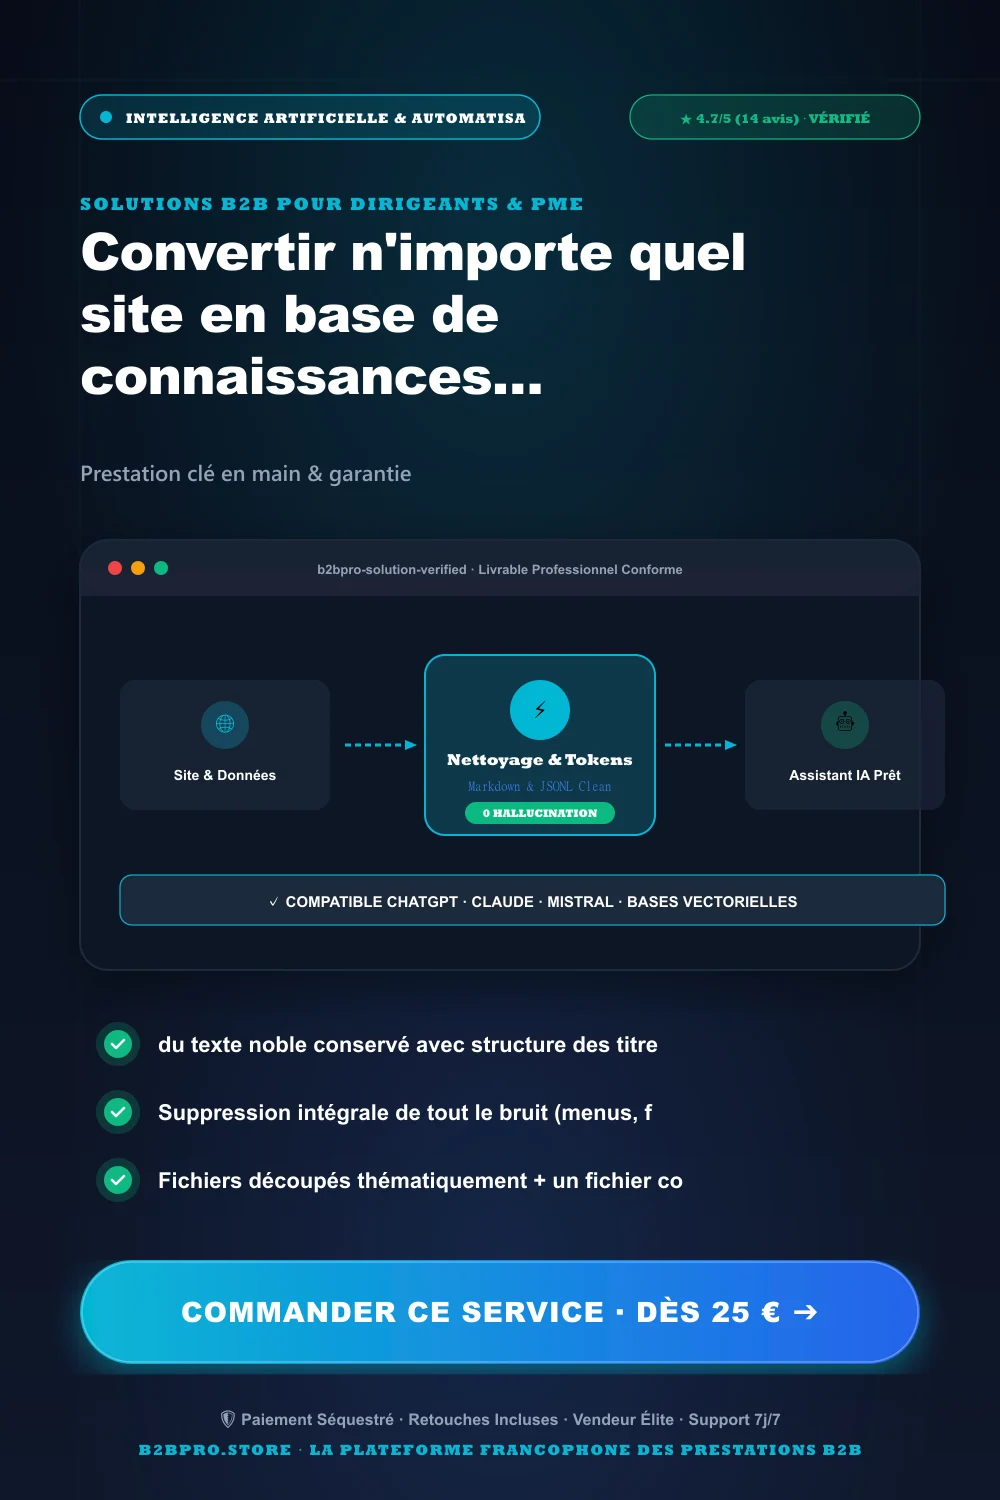 INTELLIGENCE ARTIFICIELLE & AUTOMATISA
★ 4.7/5 (14 avis) · VÉRIFIÉ
SOLUTIONS B2B POUR DIRIGEANTS & PME
Convertir n'importe quel
site en base de
connaissances...
Prestation clé en main & garantie
b2bpro-solution-verified · Livrable Professionnel Conforme
Site & Données
⚡
Nettoyage & Tokens
Markdown & JSONL Clean
0 HALLUCINATION
Assistant IA Prêt
✓ COMPATIBLE CHATGPT · CLAUDE · MISTRAL · BASES VECTORIELLES
du texte noble conservé avec structure des titre
Suppression intégrale de tout le bruit (menus, f
Fichiers découpés thématiquement + un fichier co
COMMANDER CE SERVICE · DÈS 25 € ➔
Paiement Séquestré · Retouches Incluses · Vendeur Élite · Support 7j/7
B2BPRO.STORE · LA PLATEFORME FRANCOPHONE DES PRESTATIONS B2B